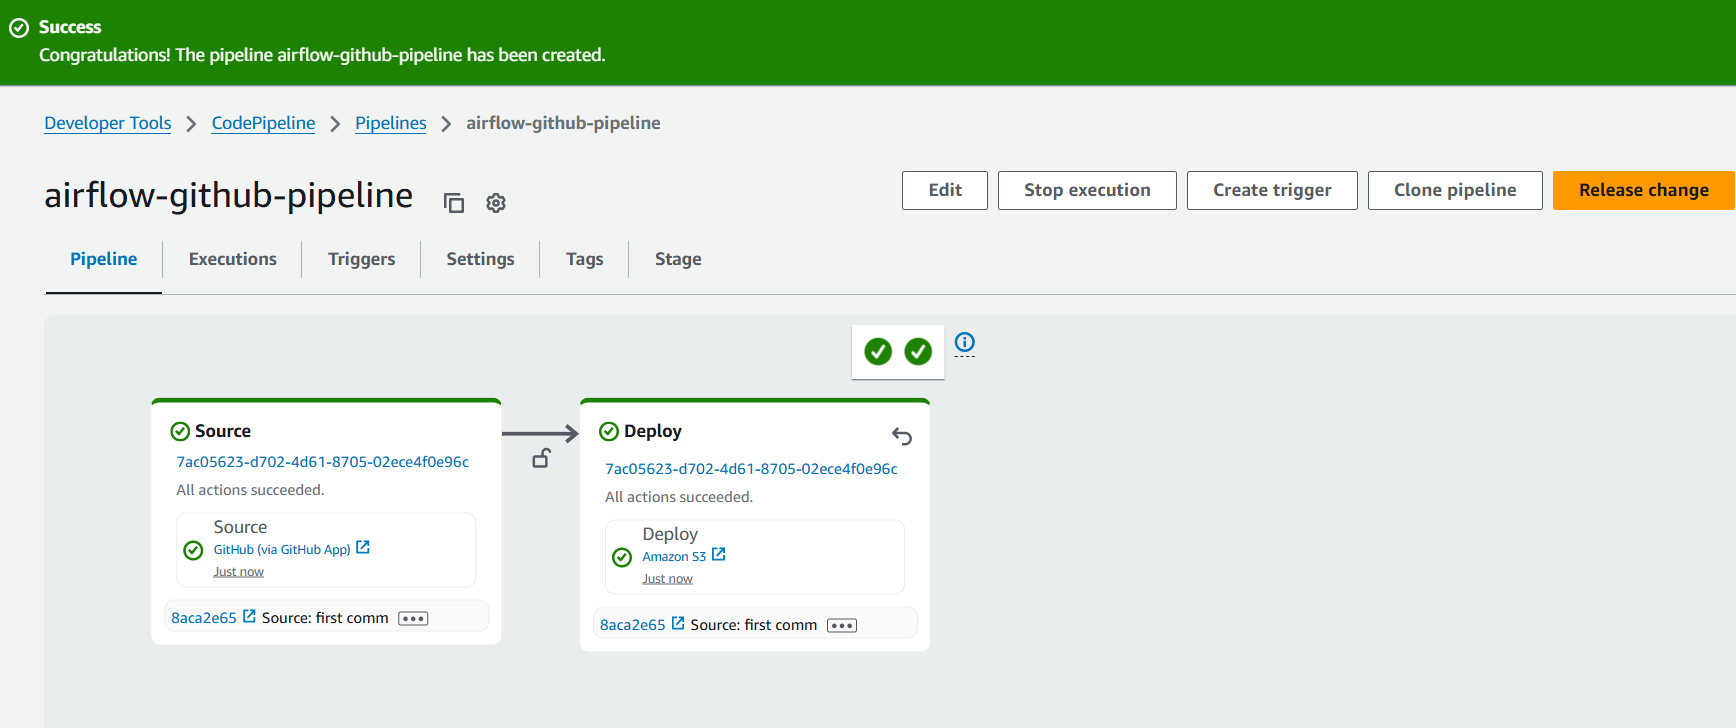 Success
Congratulations! The pipeline airflow-github-pipeline has been created.
Developer Tools > CodePipeline > Pipelines > airflow-github-pipeline
airflow-github-pipeline
Edit
Stop execution
Create trigger
Clone pipeline
Release change
Pipeline
Executions
Triggers
Settings
Tags
Stage
Source
7ac05623-d702-4d61-8705-02ece4f0e96c
All actions succeeded.
Source
GitHub (via GitHub App)
Just now
8aca2e65 Source: first comm
Deploy
7ac05623-d702-4d61-8705-02ece4f0e96c
All actions succeeded.
Deploy
Amazon S3
Just now
8aca2e65 Source: first comm